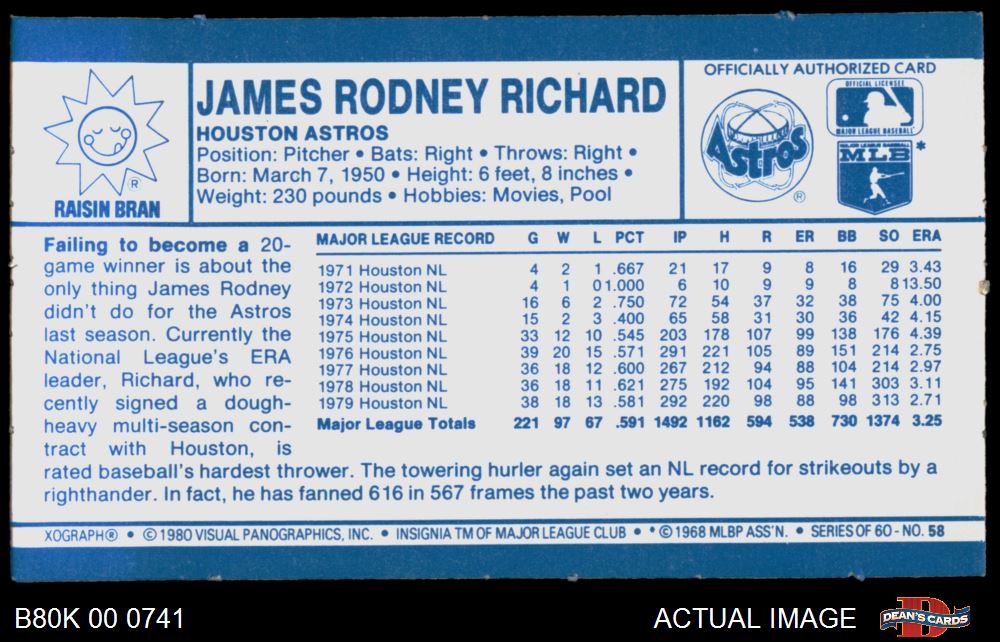 JAMES RODNEY RICHARD
HOUSTON ASTROS
Position: Pitcher • Bats: Right • Throws: Right •
Born: March 7, 1950 • Height: 6 feet, 8 inches •
Weight: 230 pounds • Hobbies: Movies, Pool
®
RAISIN BRAN
OFFICIALLY AUTHORIZED CARD
Astros
®
OFFICIAL LICENSEE
MAJOR LEAGUE BASEBALL
MAJOR LEAGUE BASEBALL
MLB *
Failing to become a 20-
game winner is about the
only thing James Rodney
didn't do for the Astros
last season. Currently the
National League's ERA
leader, Richard, who re-
cently signed a dough-
heavy multi-season con-
tract with Houston, is
rated baseball's hardest thrower. The towering hurler again set an NL record for strikeouts by a
righthander. In fact, he has fanned 616 in 567 frames the past two years.
MAJOR LEAGUE RECORD G W L PCT IP H R ER BB SO ERA
1971 Houston NL 4 2 1 .667 21 17 9 8 16 29 3.43
1972 Houston NL 4 1 0 1.000 6 10 9 9 8 8 13.50
1973 Houston NL 16 6 2 .750 72 54 37 32 38 75 4.00
1974 Houston NL 15 2 3 .400 65 58 31 30 36 42 4.15
1975 Houston NL 33 12 10 .545 203 178 107 99 138 176 4.39
1976 Houston NL 39 20 15 .571 291 221 105 89 151 214 2.75
1977 Houston NL 36 18 12 .600 267 212 94 88 104 214 2.97
1978 Houston NL 36 18 11 .621 275 192 104 95 141 303 3.11
1979 Houston NL 38 18 13 .581 292 220 98 88 98 313 2.71
Major League Totals 221 97 67 .591 1492 1162 594 538 730 1374 3.25
XOGRAPH® • © 1980 VISUAL PANOGRAPHICS, INC. • INSIGNIA TM OF MAJOR LEAGUE CLUB • * © 1968 MLBP ASS'N. • SERIES OF 60 - NO. 58
B80K 00 0741
ACTUAL IMAGE
DEAN'S CARDS